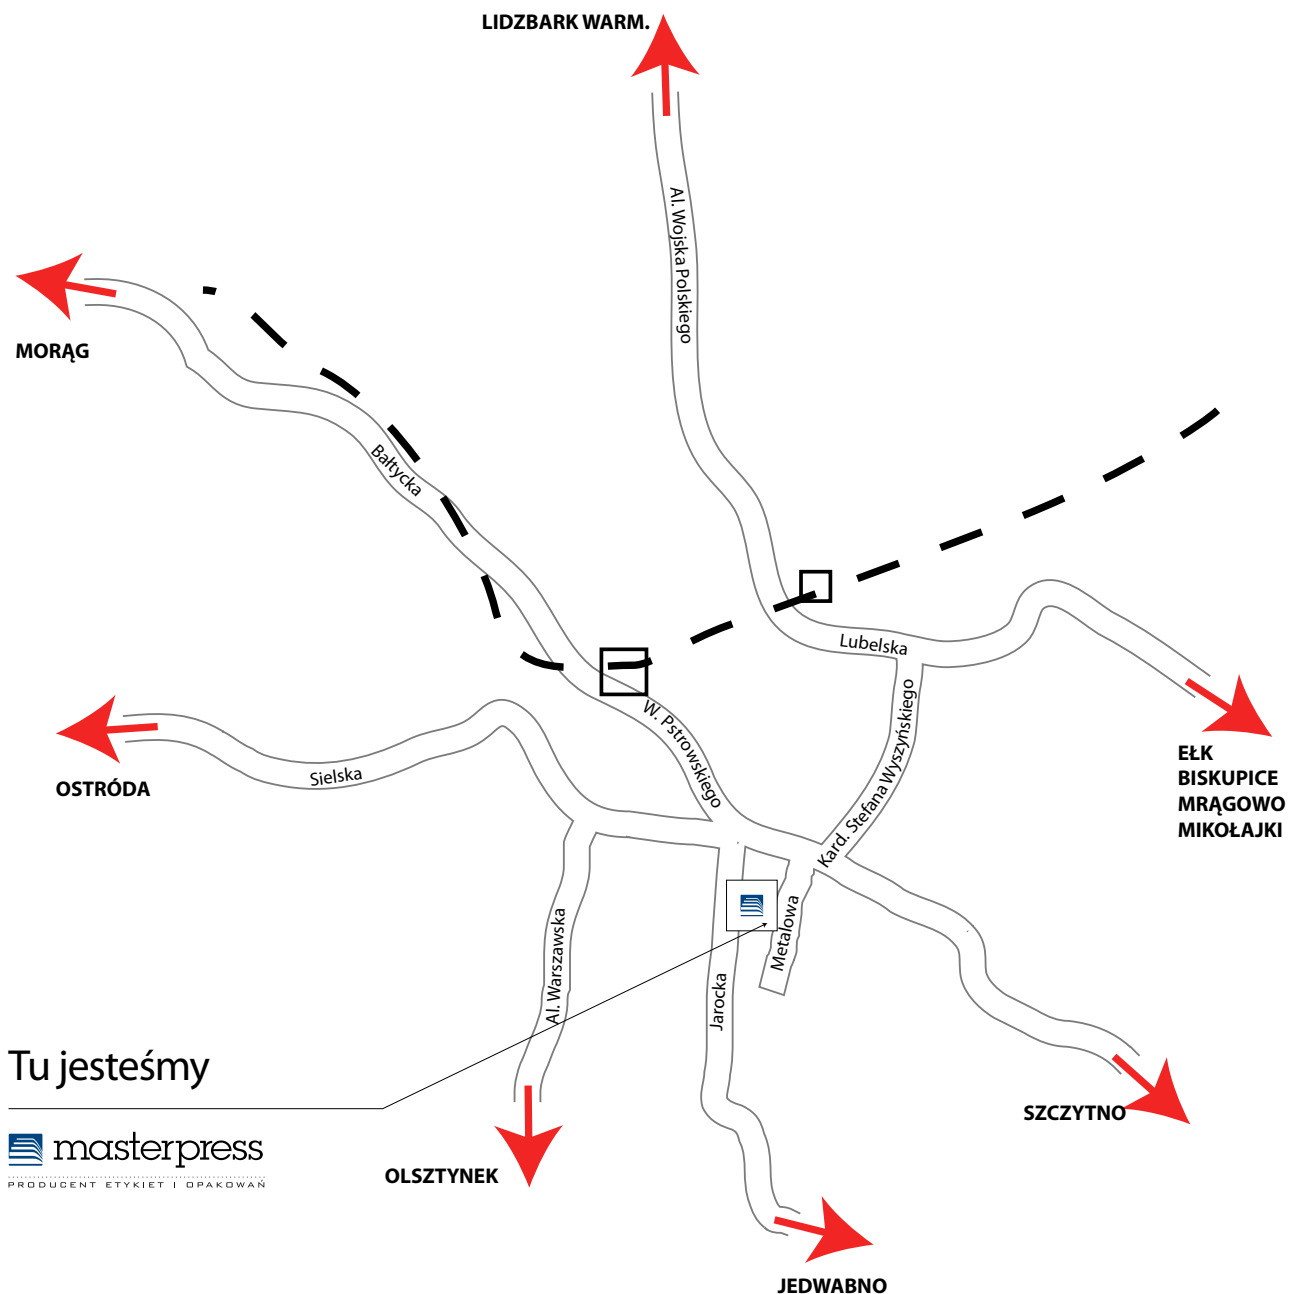 LIDZBARK WARM.
Al. Wojska Polskiego
MORĄG
Bałtycka
Lubelska
W. Pstrowskiego
Kard. Stefana Wyszyńskiego
EŁK
BISKUPICE
MRĄGOWO
MIKOŁAJKI
OSTRÓDA
Sielska
Al. Warszawska
Metalowa
Jarocka
Tu jesteśmy
masterpress
PRODUCENT ETYKIET I OPAKOWAŃ
SZCZYTNO
OLSZTYNEK
JEDWABNO